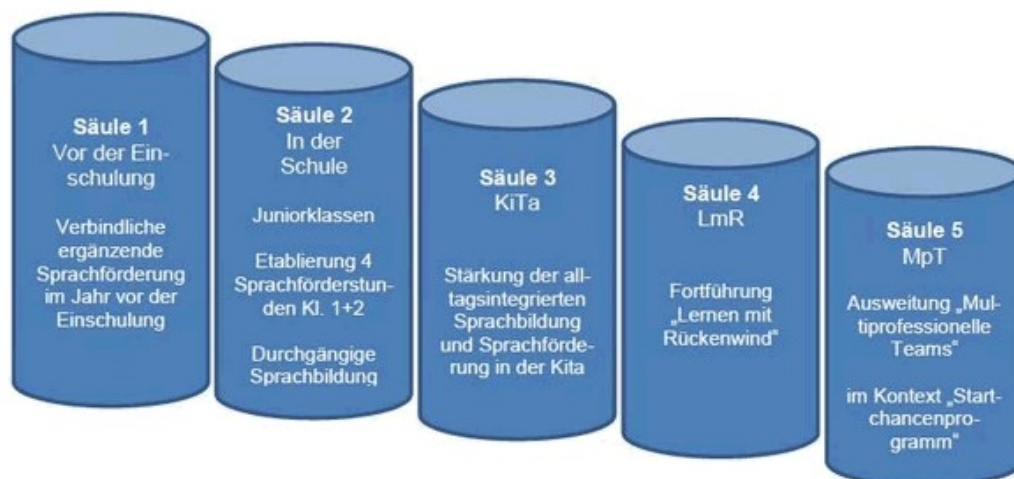 Säule 1
Vor der Ein-
schulung
Verbindliche
ergänzende
Sprachförderung
im Jahr vor der
Einschulung
Säule 2
In der
Schule
Juniorklassen
Etablierung 4
Sprachförderstun-
den Kl. 1+2
Durchgängige
Sprachbildung
Säule 3
KiTa
Stärkung der all-
tagsintegrierten
Sprachbildung
und Sprachförde-
rung in der Kita
Säule 4
LmR
Fortführung
„Lernen mit
Rückenwind“
Säule 5
MpT
Ausweitung „Mul-
tiprofessionelle
Teams“
im Kontext „Start-
chancenpro-
gramm“